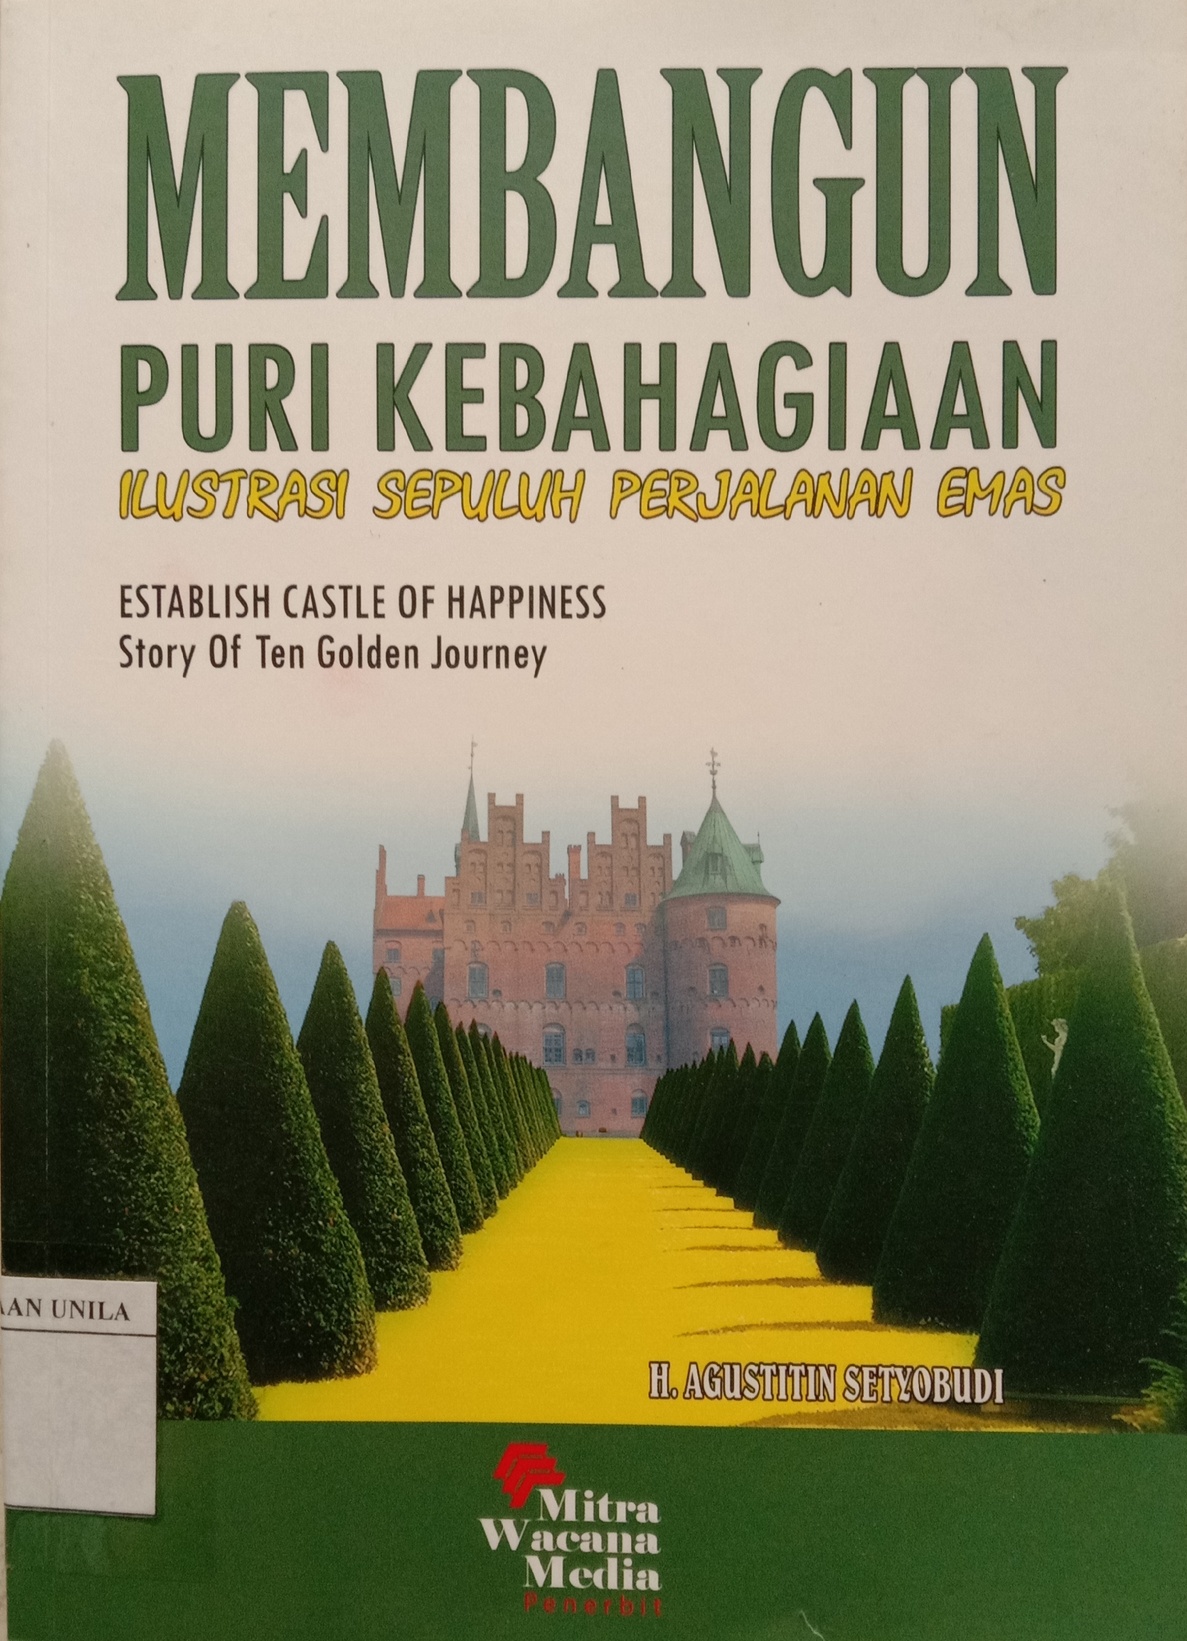 MEMBANGUN
PURI KEBAHAGIAAN
ILUSTRASI SEPULUH PERJALANAN EMAS
ESTABLISH CASTLE OF HAPPINESS
Story Of Ten Golden Journey
AAN UNILA
H. AGUSTITIN SETYOBUDI
Mitra
Wacana
Media
Penerbit